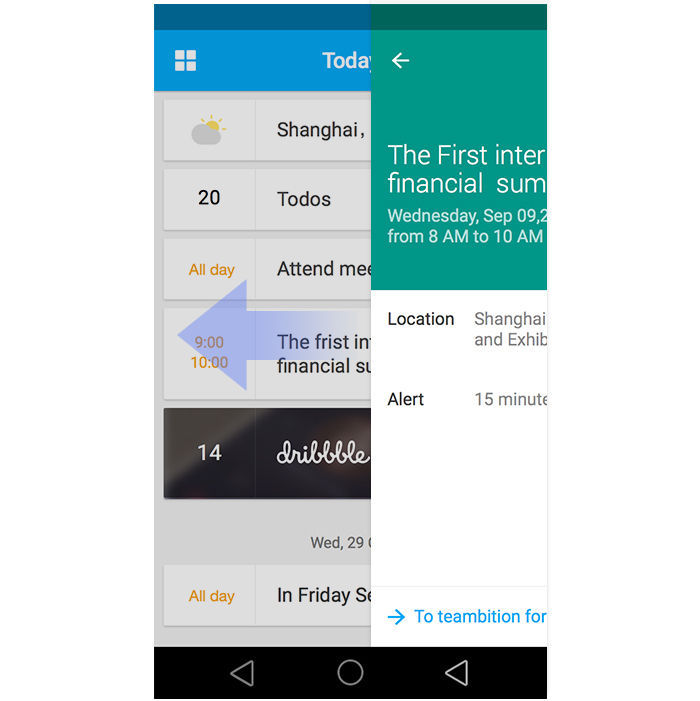 Today
Shanghai，
20
Todos
All day
Attend mee
9:00
10:00
The frist int
financial su
14
dribbble
Wed, 29
All day
In Friday Se
The First inter
financial sum
Wednesday, Sep 09,2
from 8 AM to 10 AM
Location
Shanghai
and Exhib
Alert
15 minute
To teambition for